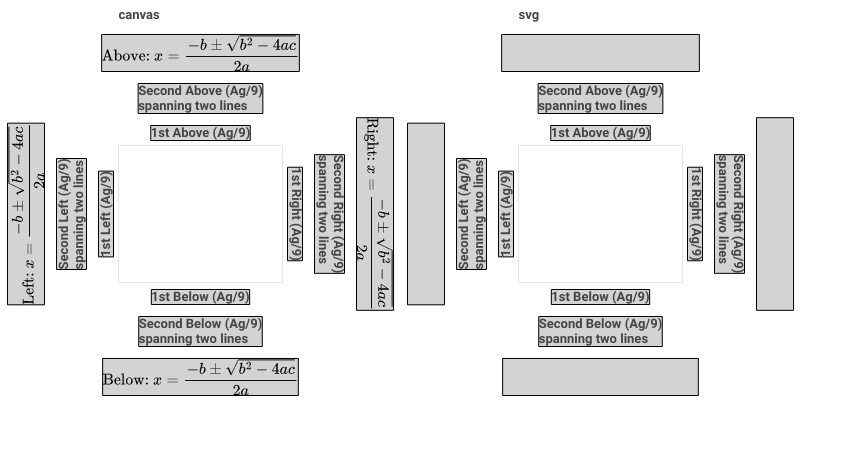 canvas
Above: x = \frac{-b ± \sqrt{b^2 - 4ac}}{2a}
Second Above (Ag/9)
spanning two lines
1st Above (Ag/9)
Left: x = \frac{-b ± \sqrt{b^2 - 4ac}}{2a}
Second Left (Ag/9)
spanning two lines
1st Left (Ag/9)
1st Right (Ag/9)
Second Right (Ag/9)
spanning two lines
Right: x = \frac{-b ± \sqrt{b^2 - 4ac}}{2a}
1st Below (Ag/9)
Second Below (Ag/9)
spanning two lines
Below: x = \frac{-b ± \sqrt{b^2 - 4ac}}{2a}
svg
Second Above (Ag/9)
spanning two lines
1st Above (Ag/9)
Second Left (Ag/9)
spanning two lines
1st Left (Ag/9)
1st Right (Ag/9)
Second Right (Ag/9)
spanning two lines
1st Below (Ag/9)
Second Below (Ag/9)
spanning two lines